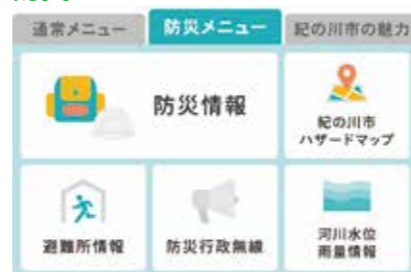 通常メニュー
防災メニュー
紀の川市の魅力
防災情報
紀の川市
ハザードマップ
避難所情報
防災行政無線
河川水位
雨量情報